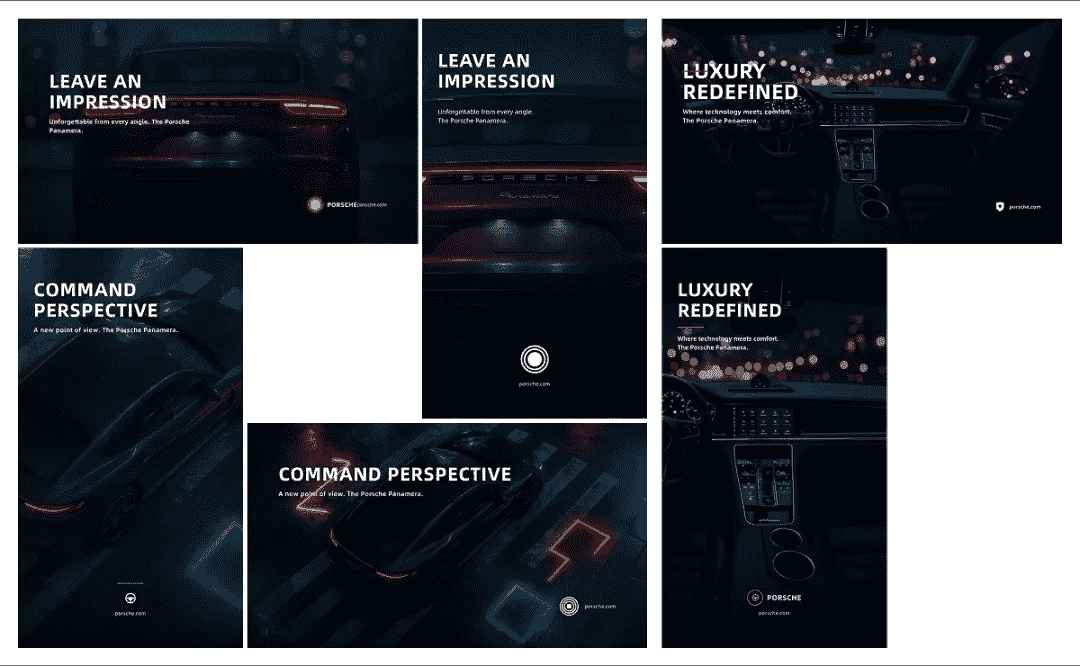 LEAVE AN
IMPRESSION
Unforgettable from every angle. The Porsche
Panamera.
PORSCHE
PORSCHE porsche.com
LEAVE AN
IMPRESSION
Unforgettable from every angle.
The Porsche Panamera.
PORSCHE
Panamera
porsche.com
LUXURY
REDEFINED
Where technology meets comfort.
The Porsche Panamera.
porsche.com
COMMAND
PERSPECTIVE
A new point of view. The Porsche Panamera.
porsche.com
COMMAND PERSPECTIVE
A new point of view. The Porsche Panamera.
porsche.com
LUXURY
REDEFINED
Where technology meets comfort.
The Porsche Panamera.
PORSCHE
porsche.com